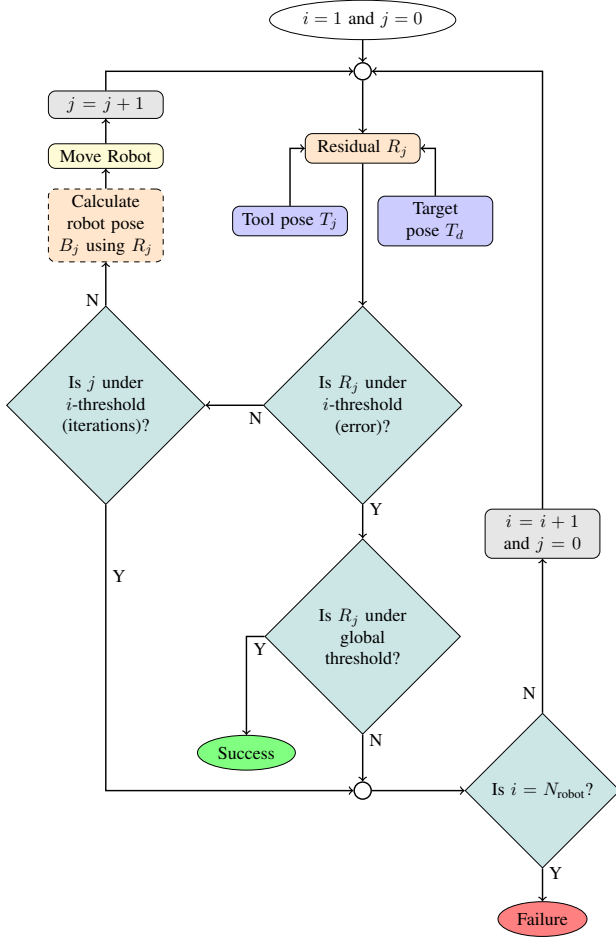 i = 1 and j = 0
j = j + 1
Move Robot
Calculate
robot pose
B_j using R_j
Residual R_j
Tool pose T_j
Target
pose T_d
N
Is j under
i-threshold
(iterations)?
N
Is R_j under
i-threshold
(error)?
Y
Y
i = i + 1
and j = 0
Is R_j under
global
threshold?
Y
N
Success
N
Is i = N_robot?
Y
Failure